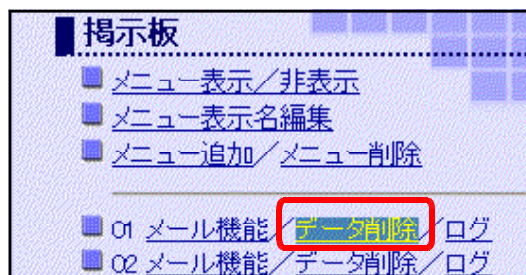 掲示板
メニュー表示／非表示
メニュー表示名編集
メニュー追加／メニュー削除
01 メール機能／データ削除／ログ
02 メール機能／データ削除／ログ